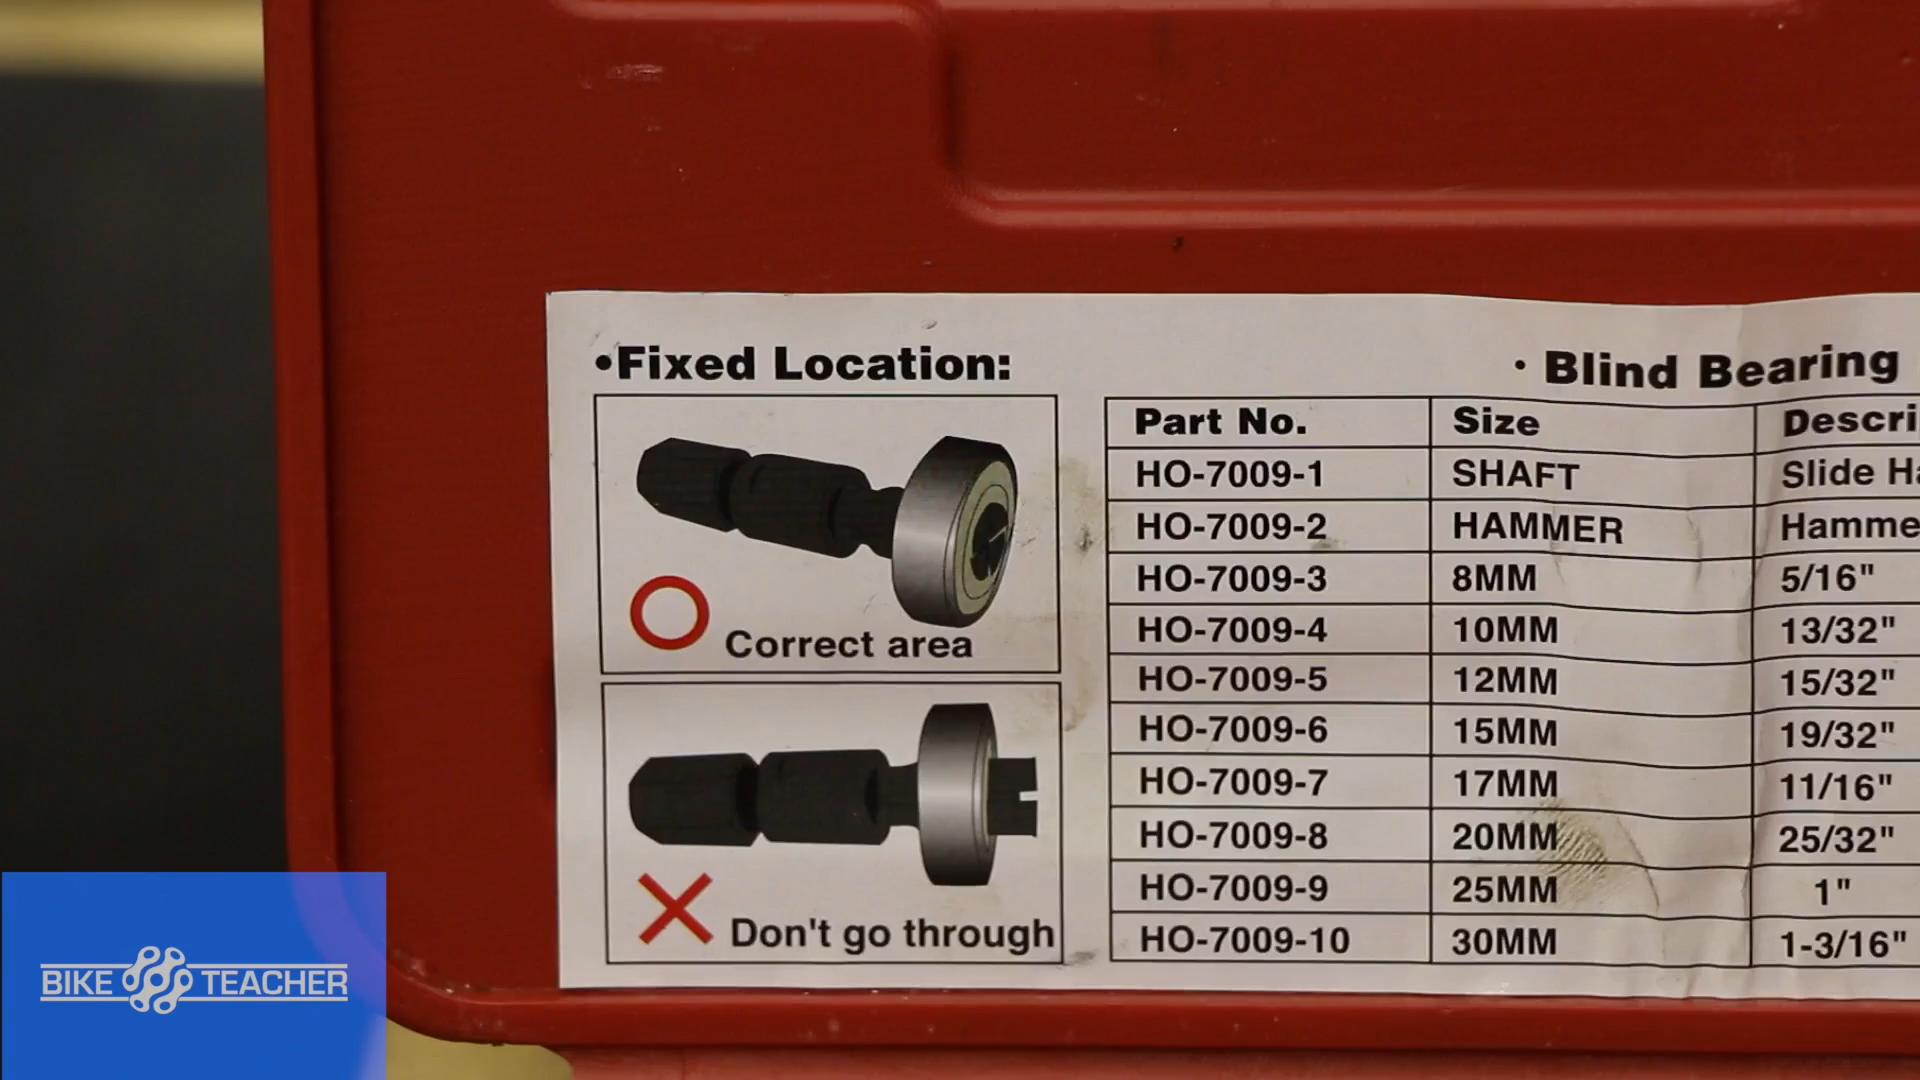 •Fixed Location:
Correct area
Don't go through
• Blind Bearing
Part No. Size
HO-7009-1 SHAFT Slide
HO-7009-2 HAMMER
HO-7009-3 8MM 5/16"
HO-7009-4 10MM 13/32"
HO-7009-5 12MM 15/32"
HO-7009-6 15MM 19/32"
HO-7009-7 17MM 11/16"
HO-7009-8 20MM 25/32"
HO-7009-9 25MM 1"
HO-7009-10 30MM 1-3/16"
BIKE TEACHER